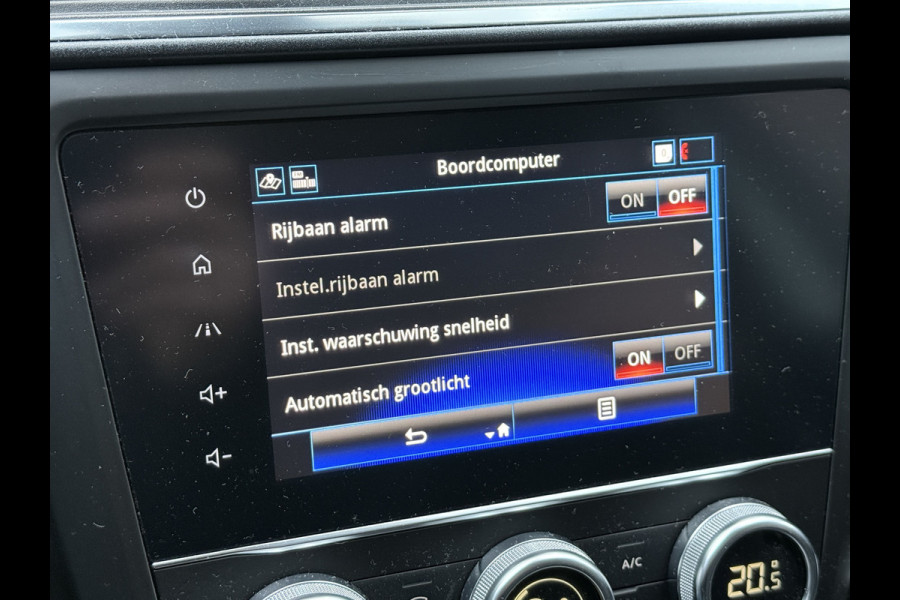 Boordcomputer
Rijbaan alarm ON OFF
Instel.rijbaan alarm
Inst. waarschuwing snelheid
Automatisch grootlicht ON OFF
A/C
20.5°